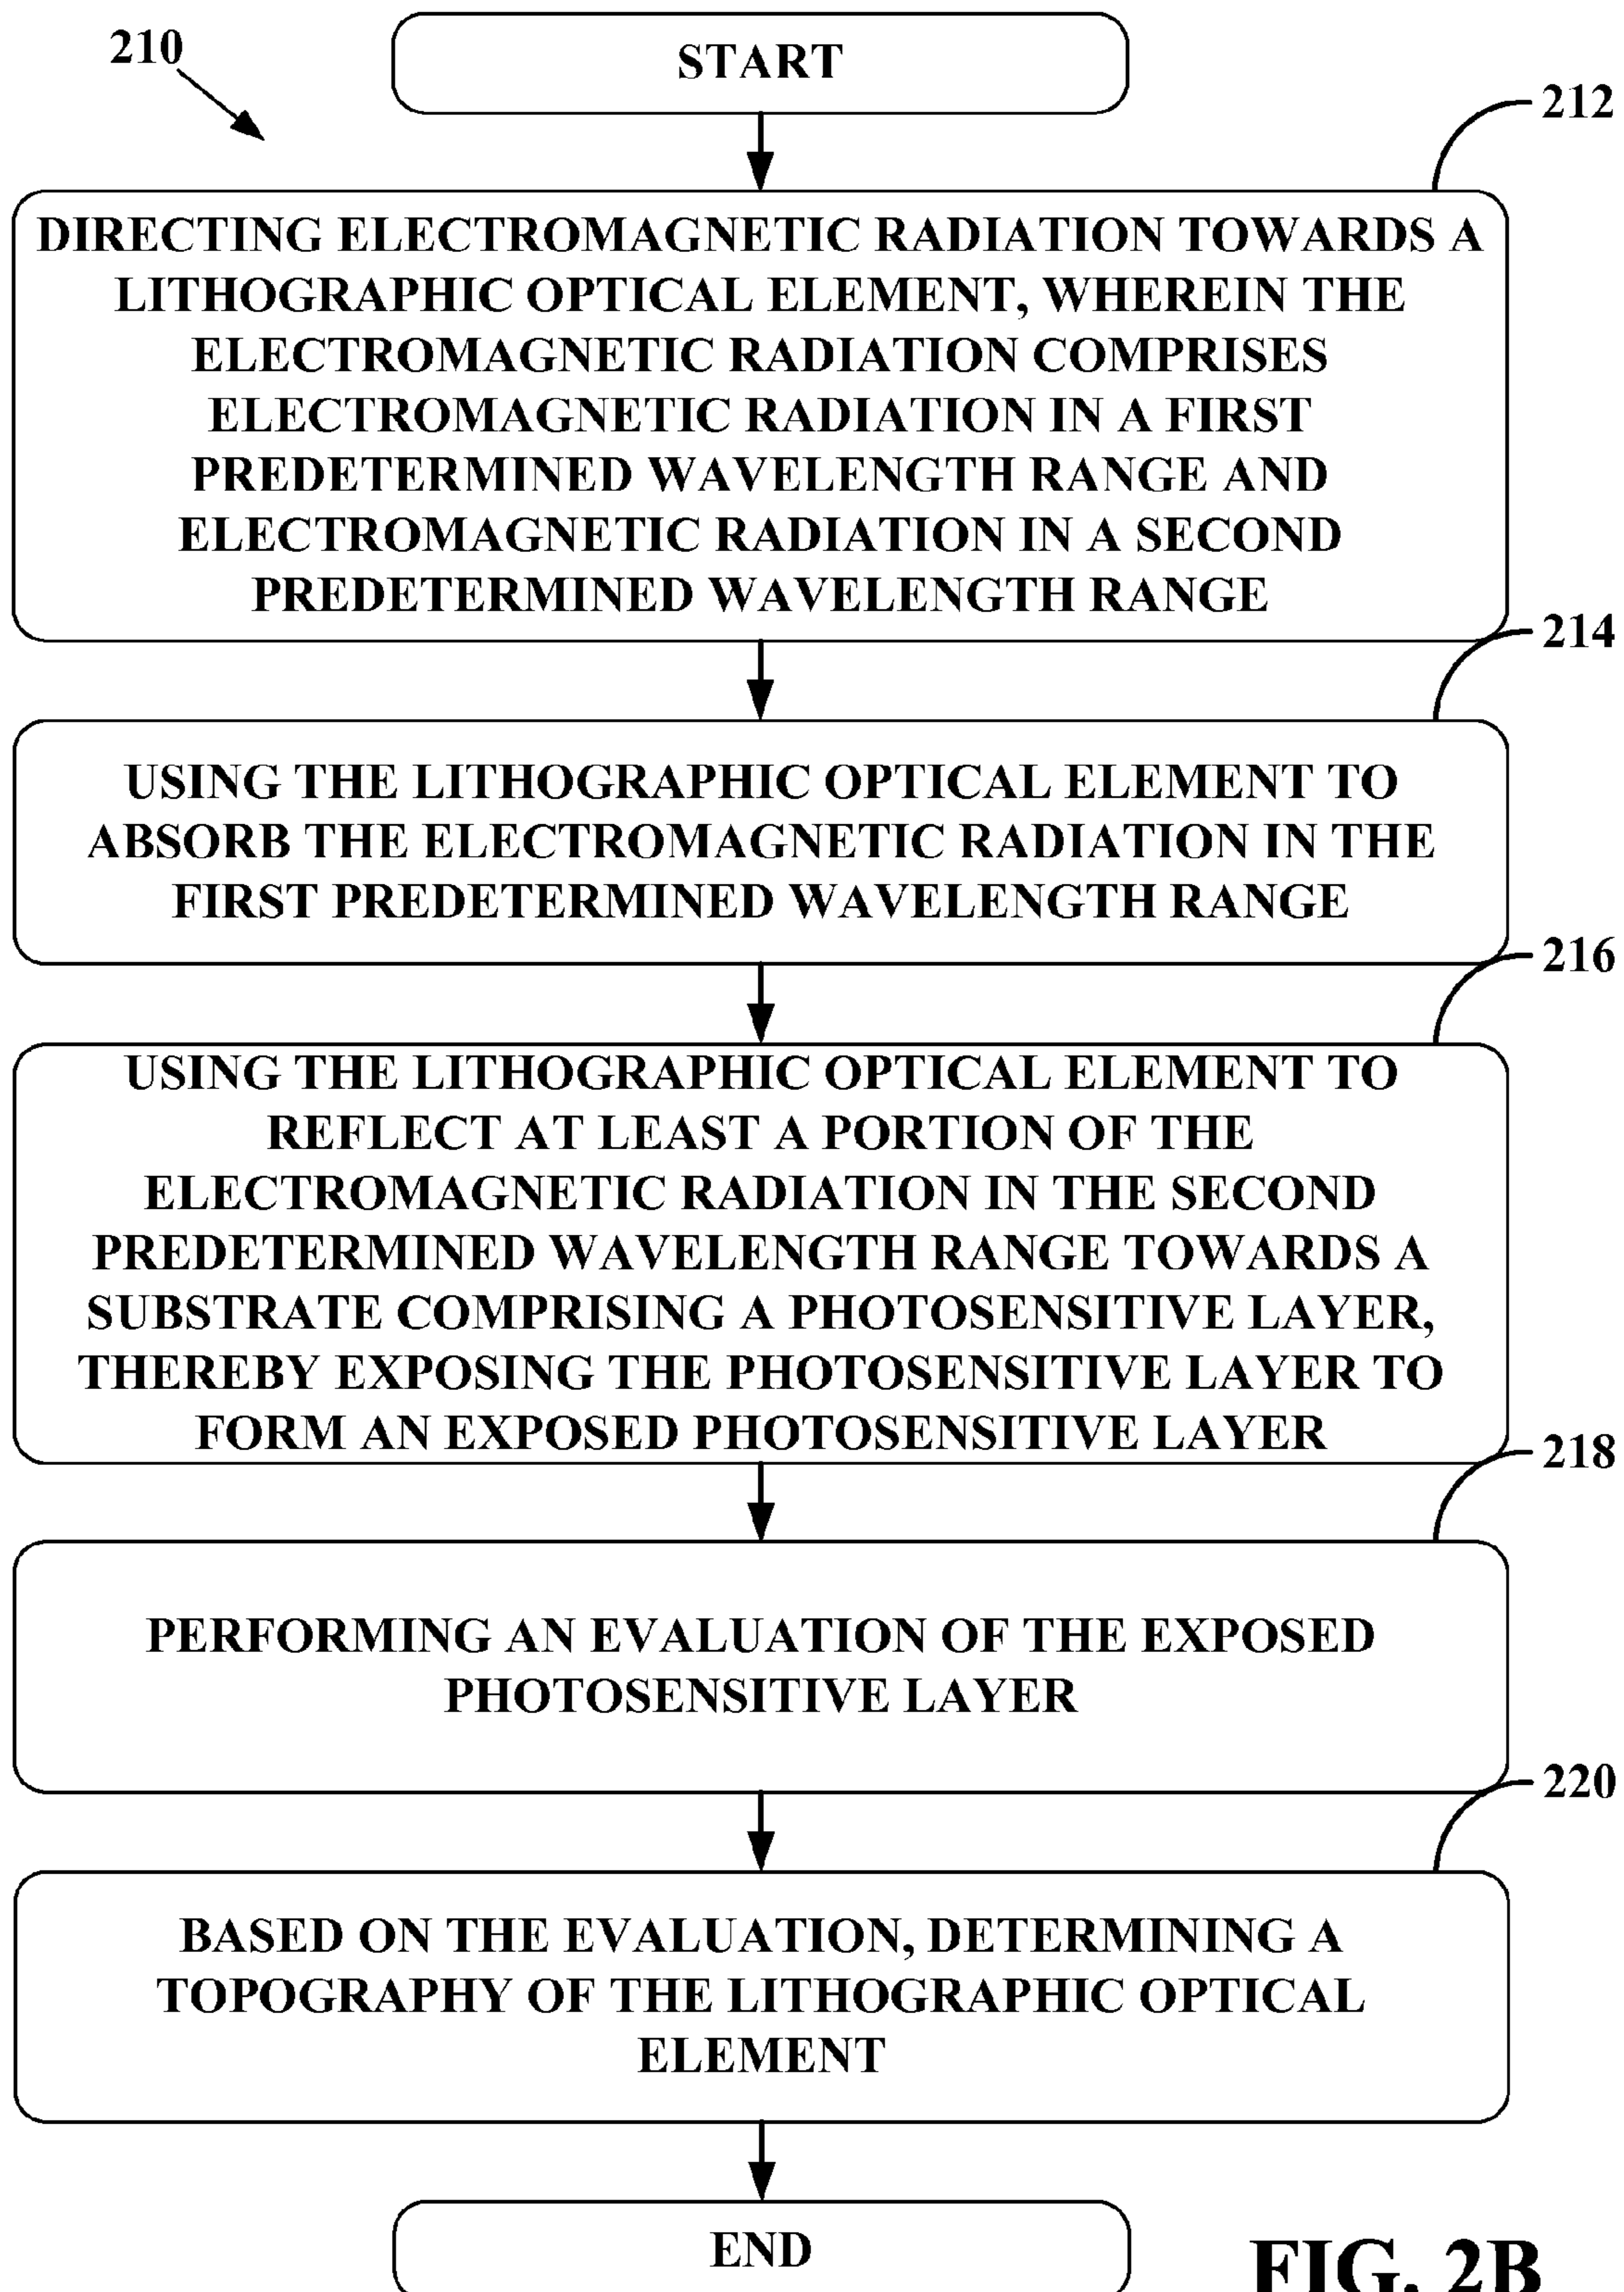 210
START
212
DIRECTING ELECTROMAGNETIC RADIATION TOWARDS A
LITHOGRAPHIC OPTICAL ELEMENT, WHEREIN THE
ELECTROMAGNETIC RADIATION COMPRISES
ELECTROMAGNETIC RADIATION IN A FIRST
PREDETERMINED WAVELENGTH RANGE AND
ELECTROMAGNETIC RADIATION IN A SECOND
PREDETERMINED WAVELENGTH RANGE
214
USING THE LITHOGRAPHIC OPTICAL ELEMENT TO
ABSORB THE ELECTROMAGNETIC RADIATION IN THE
FIRST PREDETERMINED WAVELENGTH RANGE
216
USING THE LITHOGRAPHIC OPTICAL ELEMENT TO
REFLECT AT LEAST A PORTION OF THE
ELECTROMAGNETIC RADIATION IN THE SECOND
PREDETERMINED WAVELENGTH RANGE TOWARDS A
SUBSTRATE COMPRISING A PHOTOSENSITIVE LAYER,
THEREBY EXPOSING THE PHOTOSENSITIVE LAYER TO
FORM AN EXPOSED PHOTOSENSITIVE LAYER
218
PERFORMING AN EVALUATION OF THE EXPOSED
PHOTOSENSITIVE LAYER
220
BASED ON THE EVALUATION, DETERMINING A
TOPOGRAPHY OF THE LITHOGRAPHIC OPTICAL
ELEMENT
END
FIG. 2B